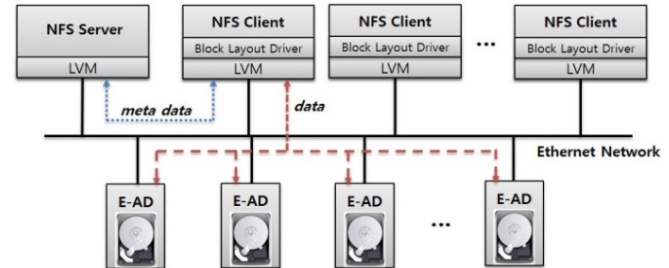 NFS Server
LVM
NFS Client
Block Layout Driver
LVM
NFS Client
Block Layout Driver
LVM
...
NFS Client
Block Layout Driver
LVM
meta data
data
Ethernet Network
E-AD
E-AD
E-AD
...
E-AD